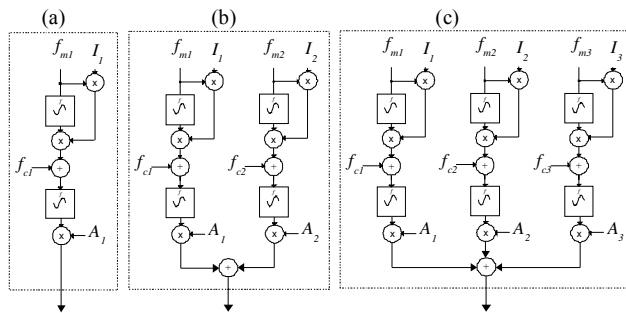 (a) (b) (c)
f_m1 I_1 f_m1 I_1 f_m2 I_2 f_m1 I_1 f_m2 I_2 f_m3 I_3
x x x x x x
f f f f f f
x x x x x x
f_c1 + f_c1 + f_c2 + f_c1 + f_c2 + f_c3 +
f f f f f f
x A_1 x A_1 x A_2 x A_1 x A_2 x A_3
+ +